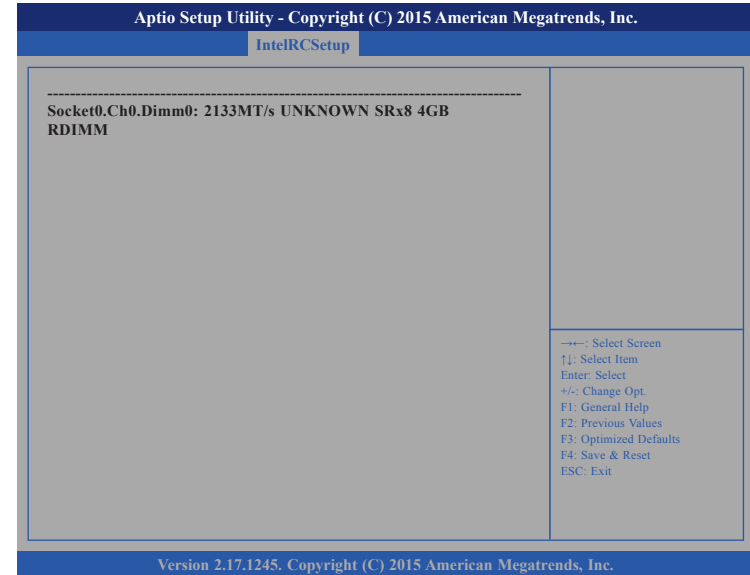 Aptio Setup Utility - Copyright (C) 2015 American Megatrends, Inc.
IntelRCSetup
--------------------------------------------------------------------------------------
Socket0.Ch0.Dimm0: 2133MT/s UNKNOWN SRx8 4GB
RDIMM
→←: Select Screen
↑↓: Select Item
Enter: Select
+/-: Change Opt.
F1: General Help
F2: Previous Values
F3: Optimized Defaults
F4: Save & Reset
ESC: Exit
Version 2.17.1245. Copyright (C) 2015 American Megatrends, Inc.